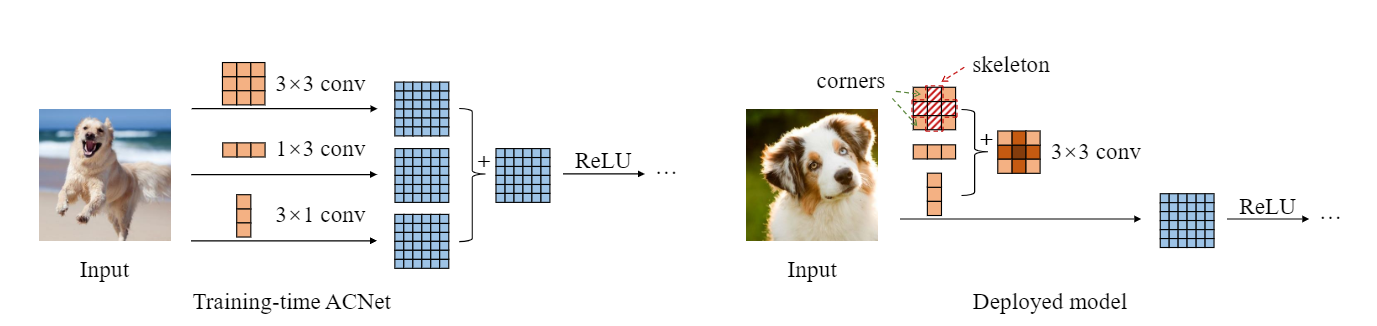 3×3 conv
1×3 conv
3×1 conv
+
ReLU
...
Input
Training-time ACNet
corners
skeleton
+
3×3 conv
ReLU
...
Input
Deployed model